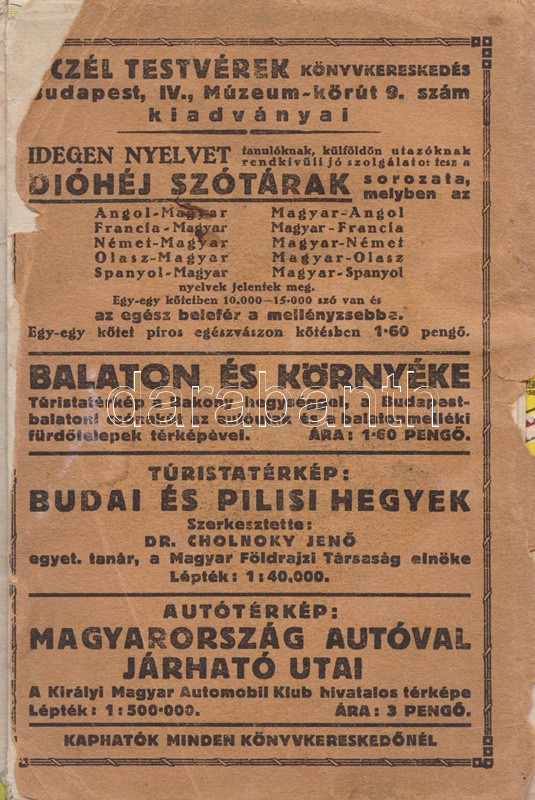 CZÉL TESTVÉREK KÖNYVKERESKEDÉS
Budapest, IV., Múzeum-körút 9. szám
kiadványai
IDEGEN NYELVET tanulóknak, külföldön utazóknak
rendkívüli jó szolgálatot tesz a
DIÓHÉJ SZÓTÁRAK sorozata,
melyben az
Angol-Magyar Magyar-Angol
Francia-Magyar Magyar-Francia
Német-Magyar Magyar-Német
Olasz-Magyar Magyar-Olasz
Spanyol-Magyar Magyar-Spanyol
nyelvek jelentek meg.
Egy-egy kötetben 10.000—15.000 szó van és
az egész belefér a mellényzsebbe.
Egy-egy kötet piros egészvászon kötésben 1·60 pengő.
BALATON ÉS KÖRNYÉKE
Túristatérkép a Bakony hegységgel, a Budapest-
balatoni műutakat az autóutak és a balatonmelléki
fürdőtelepek térképével. ÁRA: 1·60 PENGŐ.
darabanth
TÚRISTATÉRKÉP:
BUDAI ÉS PILISI HEGYEK
Szerkesztette:
DR. CHOLNOKY JENŐ
egyet. tanár, a Magyar Földrajzi Társaság elnöke
Lépték: 1:40.000.
AUTÓTÉRKÉP:
MAGYARORSZÁG AUTÓVAL
JÁRHATÓ UTAI
A Királyi Magyar Automobil Klub hivatalos térképe
Lépték: 1:500·000. ÁRA: 3 PENGŐ.
KAPHATÓK MINDEN KÖNYVKERESKEDŐNÉL